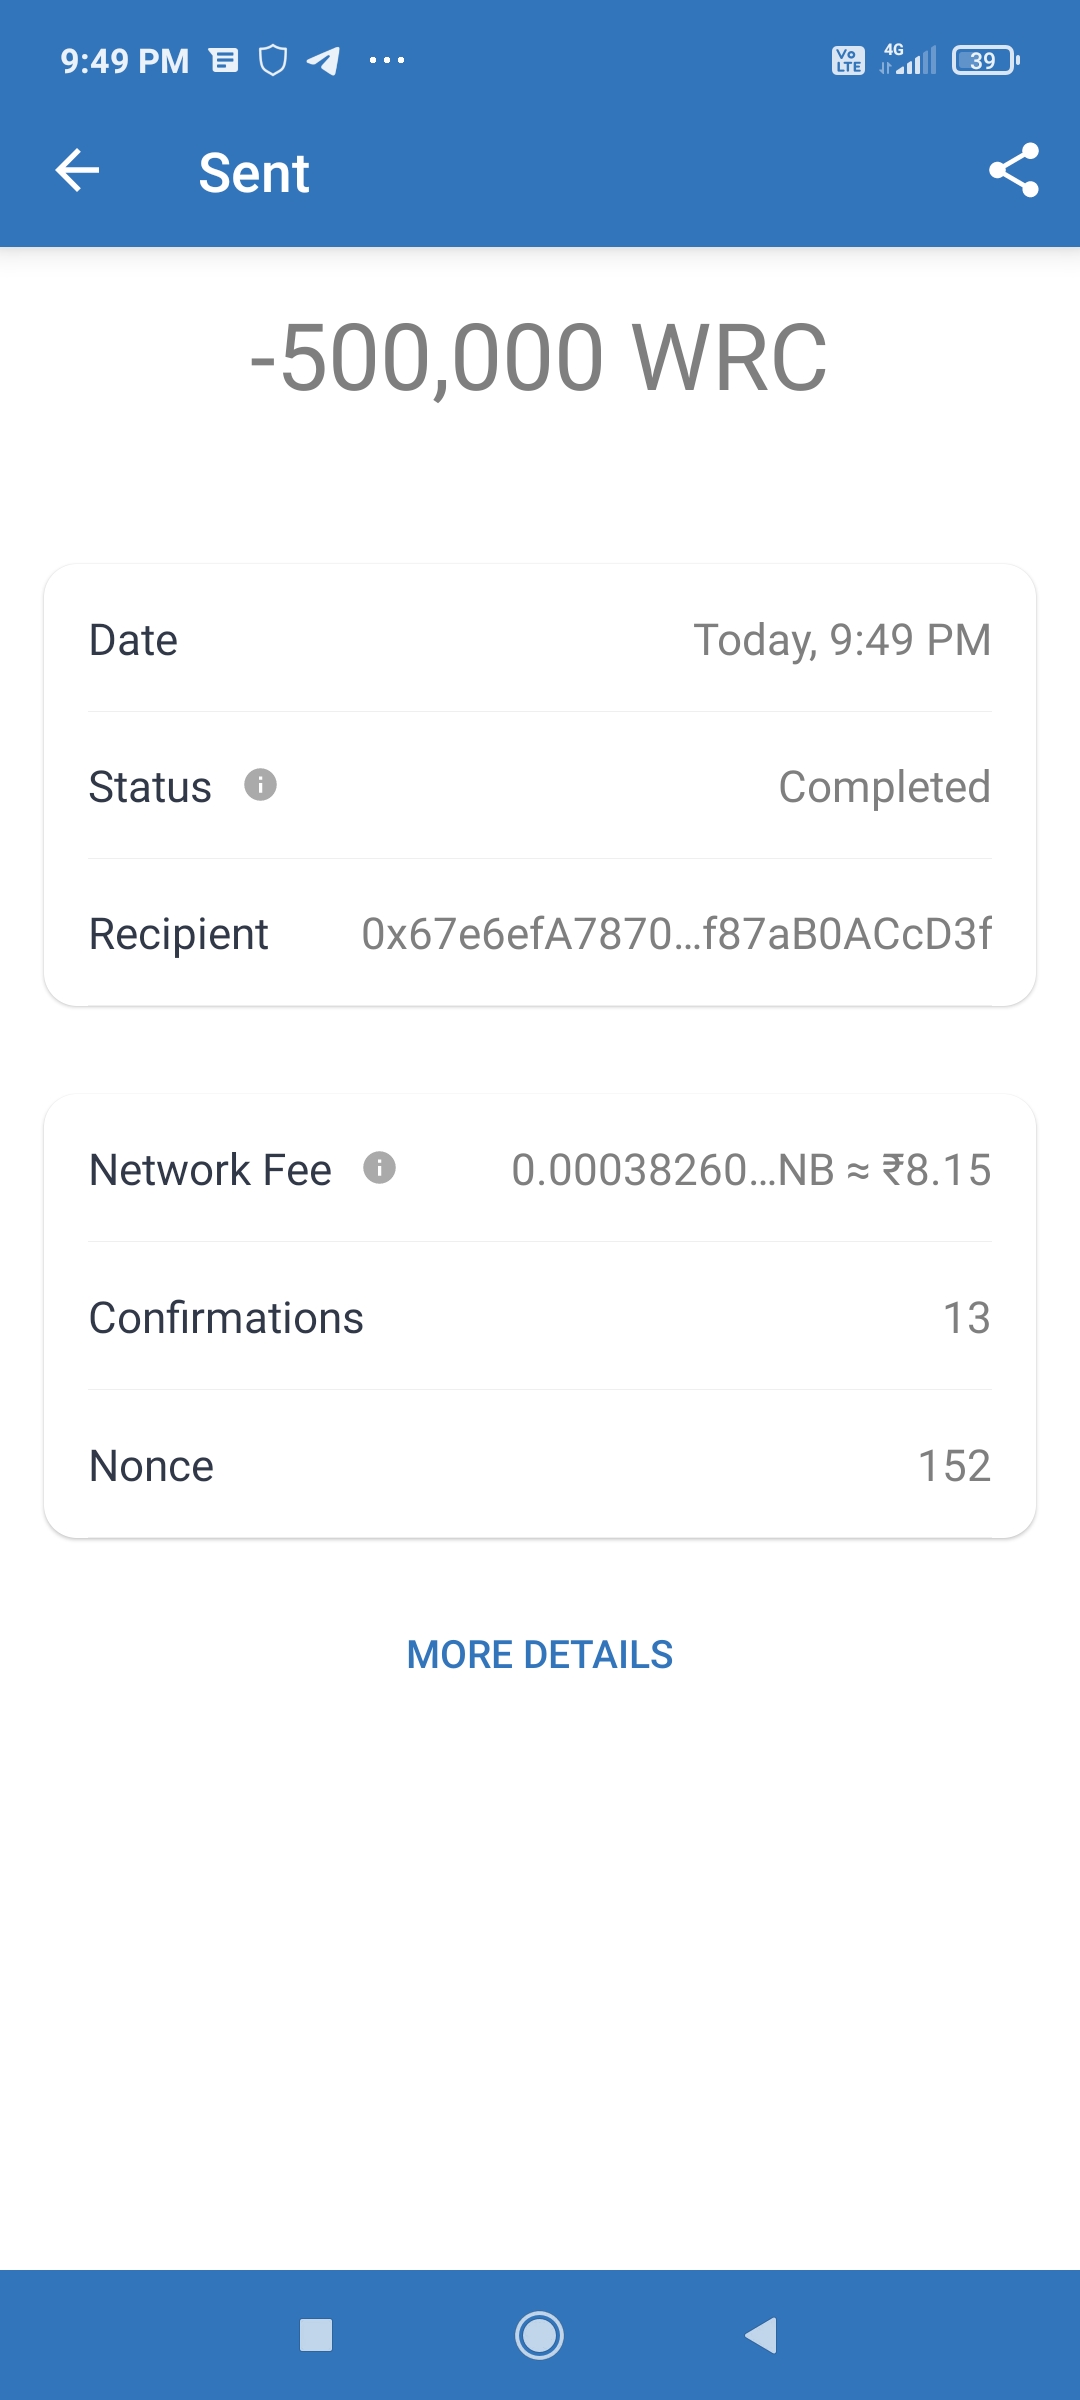 9:49 PM
Vo LTE 4G 39
Sent
-500,000 WRC
Date Today, 9:49 PM
Status Completed
Recipient 0x67e6efA7870...f87aB0ACcD3f
Network Fee 0.00038260...NB ≈ ₹8.15
Confirmations 13
Nonce 152
MORE DETAILS